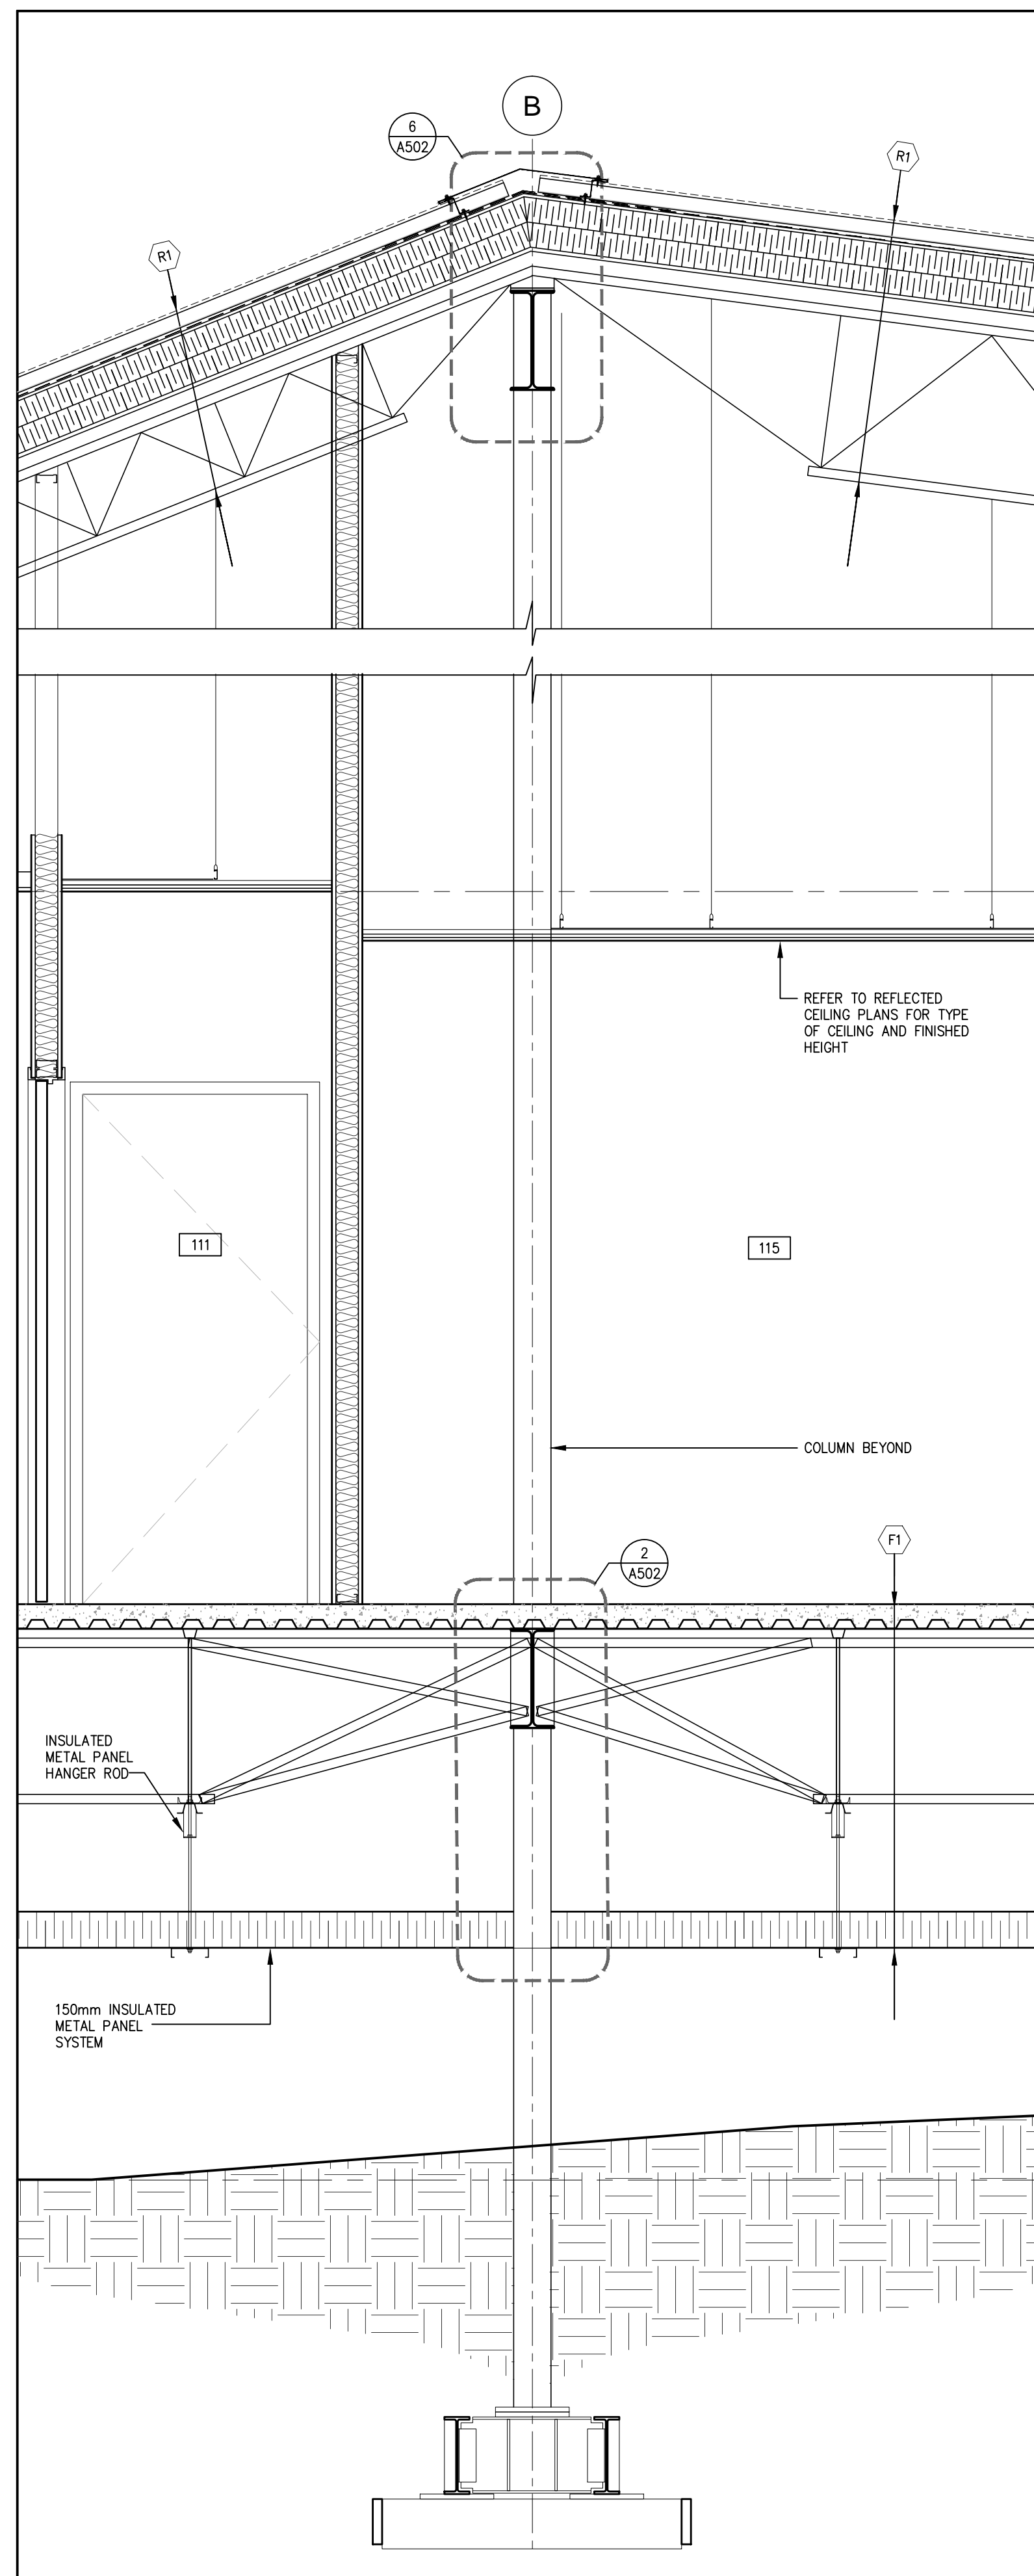 B
6
A502
R1
R1
REFER TO REFLECTED
CEILING PLANS FOR TYPE
OF CEILING AND FINISHED
HEIGHT
111
115
COLUMN BEYOND
F1
2
A502
INSULATED
METAL PANEL
HANGER ROD
150mm INSULATED
METAL PANEL
SYSTEM